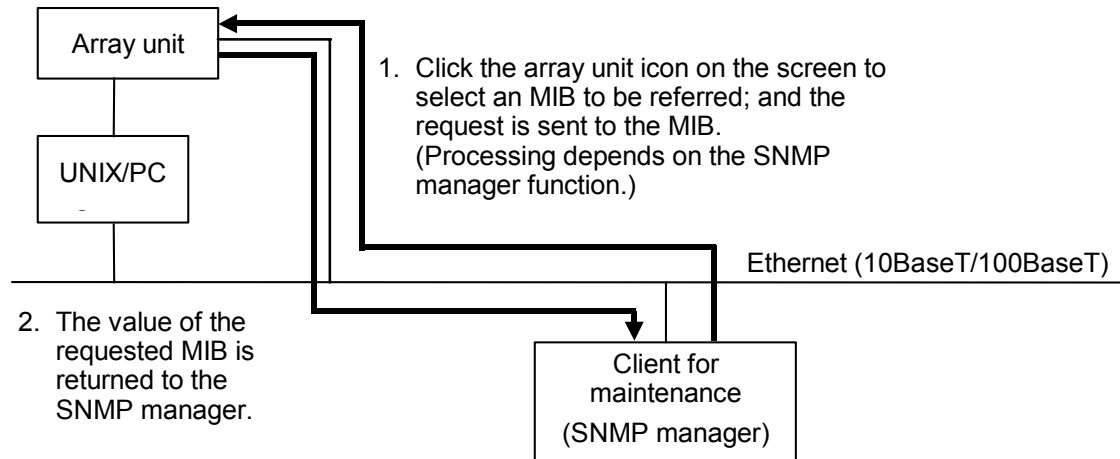 Array unit
1. Click the array unit icon on the screen to
select an MIB to be referred; and the
request is sent to the MIB.
(Processing depends on the SNMP
manager function.)
UNIX/PC
Ethernet (10BaseT/100BaseT)
2. The value of the
requested MIB is
returned to the
SNMP manager.
Client for
maintenance
(SNMP manager)